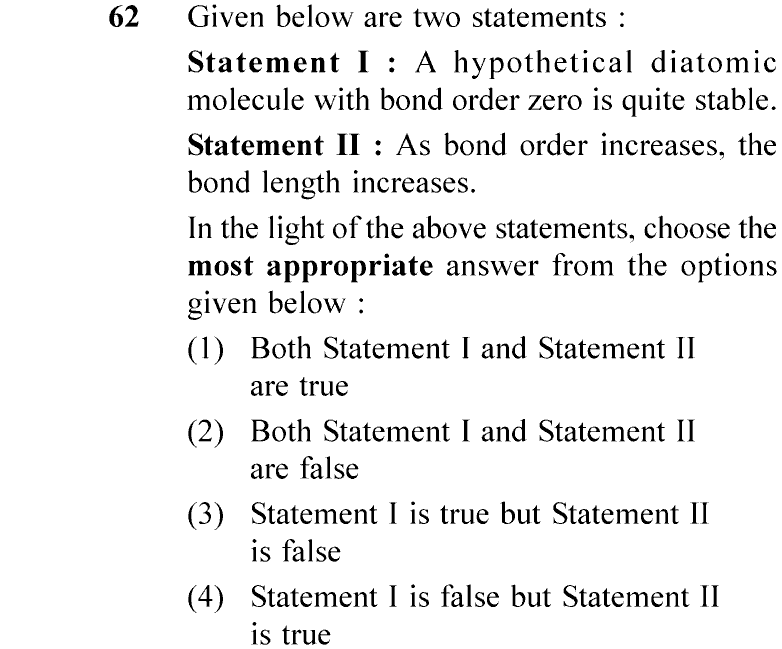 62 Given below are two statements :
Statement I : A hypothetical diatomic
molecule with bond order zero is quite stable.
Statement II : As bond order increases, the
bond length increases.
In the light of the above statements, choose the
most appropriate answer from the options
given below :
(1) Both Statement I and Statement II
are true
(2) Both Statement I and Statement II
are false
(3) Statement I is true but Statement II
is false
(4) Statement I is false but Statement II
is true